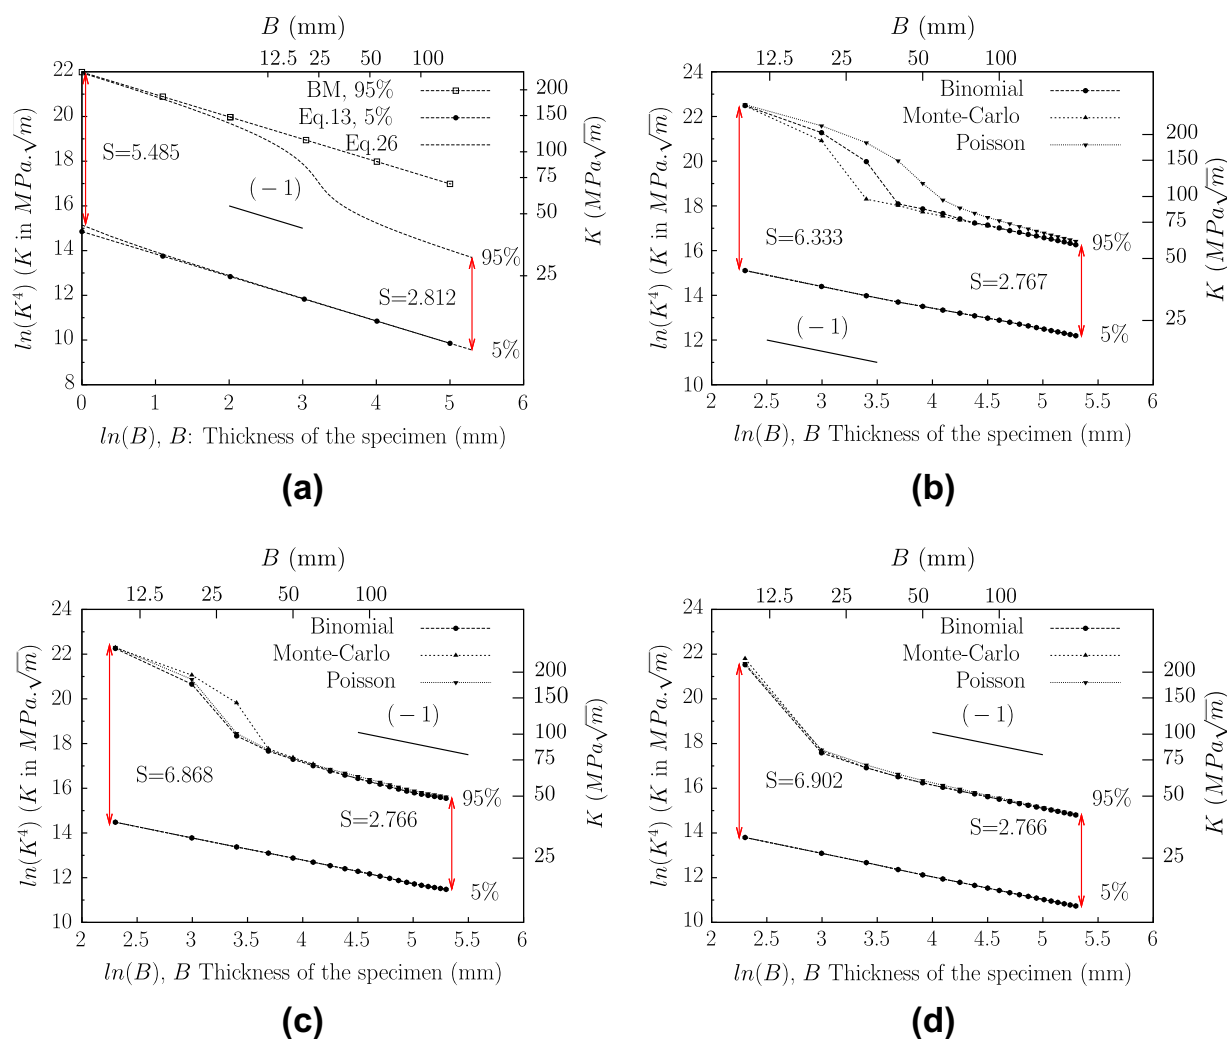 B (mm)
12.5 25 50 100
22
20
18
16
14
12
10
8
ln(K⁴) (K in MPa.√m)
BM, 95%
Eq.13, 5%
Eq.26
S=5.485
(−1)
S=2.812
95%
5%
200
150
100
75
50
25
K (MPa√m)
0 1 2 3 4 5 6
ln(B), B: Thickness of the specimen (mm)
(a)
B (mm)
12.5 25 50 100
24
22
20
18
16
14
12
10
ln(K⁴) (K in MPa.√m)
Binomial
Monte-Carlo
Poisson
S=6.333
(−1)
S=2.767
95%
5%
200
150
100
75
50
25
K (MPa√m)
2 2.5 3 3.5 4 4.5 5 5.5 6
ln(B), B Thickness of the specimen (mm)
(b)
B (mm)
12.5 25 50 100
24
22
20
18
16
14
12
10
ln(K⁴) (K in MPa.√m)
Binomial
Monte-Carlo
Poisson
(−1)
S=6.868
S=2.766
95%
5%
200
150
100
75
50
25
K (MPa√m)
2 2.5 3 3.5 4 4.5 5 5.5 6
ln(B), B Thickness of the specimen (mm)
(c)
B (mm)
12.5 25 50 100
24
22
20
18
16
14
12
10
ln(K⁴) (K in MPa.√m)
Binomial
Monte-Carlo
Poisson
(−1)
S=6.902
S=2.766
95%
5%
200
150
100
75
50
25
K (MPa√m)
2 2.5 3 3.5 4 4.5 5 5.5 6
ln(B), B Thickness of the specimen (mm)
(d)